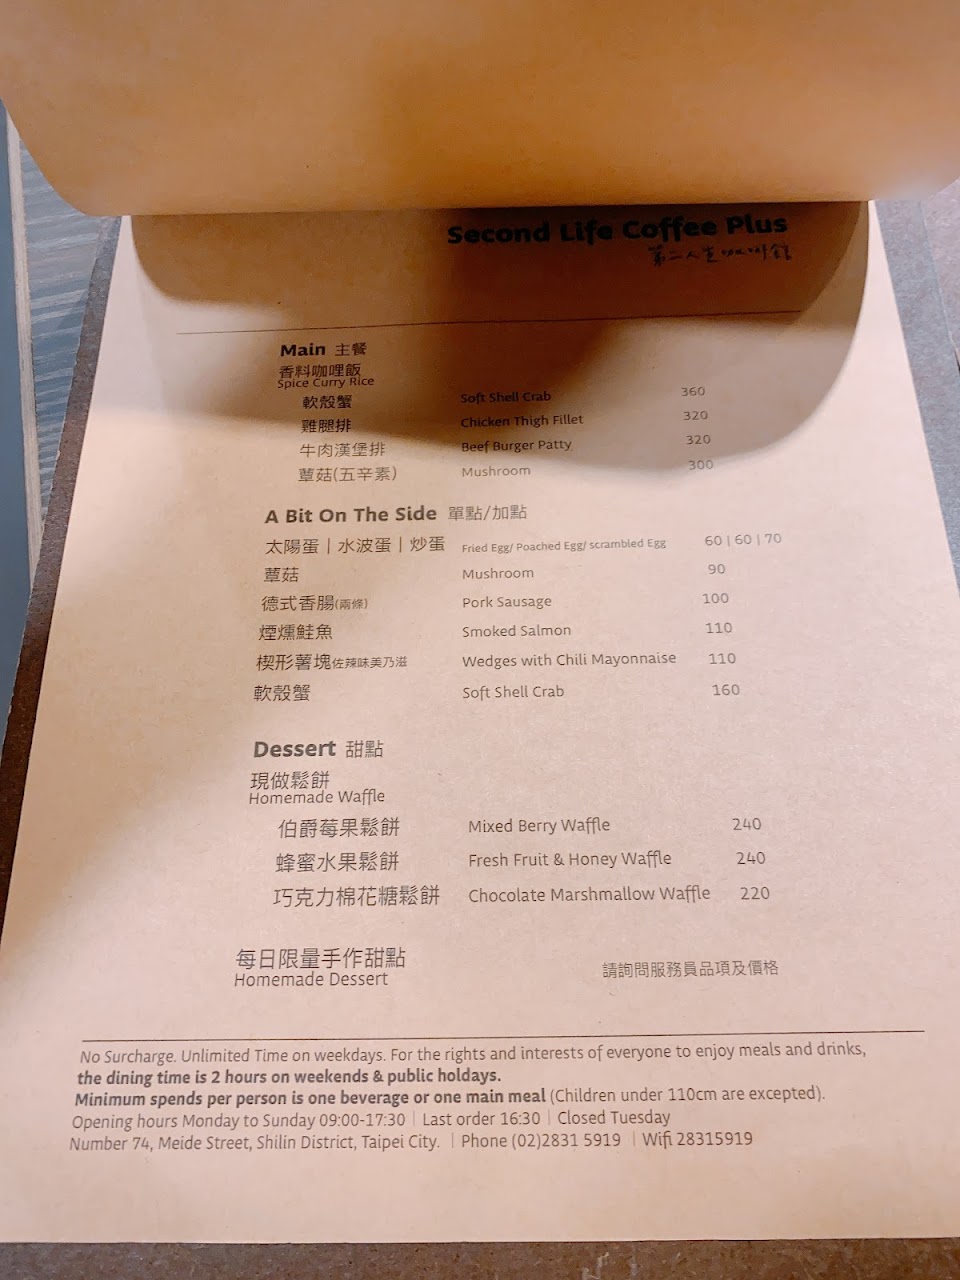 Second Life Coffee Plus
第二人生咖啡館
Main 主餐
香料咖哩飯
Spice Curry Rice
軟殼蟹 Soft Shell Crab 360
雞腿排 Chicken Thigh Fillet 320
牛肉漢堡排 Beef Burger Patty 320
蕈菇(五辛素) Mushroom 300
A Bit On The Side 單點/加點
太陽蛋｜水波蛋｜炒蛋 Fried Egg/ Poached Egg/ scrambled Egg 60 | 60 | 70
蕈菇 Mushroom 90
德式香腸(兩條) Pork Sausage 100
煙燻鮭魚 Smoked Salmon 110
楔形薯塊佐辣味美乃滋 Wedges with Chili Mayonnaise 110
軟殼蟹 Soft Shell Crab 160
Dessert 甜點
現做鬆餅
Homemade Waffle
伯爵莓果鬆餅 Mixed Berry Waffle 240
蜂蜜水果鬆餅 Fresh Fruit & Honey Waffle 240
巧克力棉花糖鬆餅 Chocolate Marshmallow Waffle 220
每日限量手作甜點 請詢問服務員品項及價格
Homemade Dessert
No Surcharge. Unlimited Time on weekdays. For the rights and interests of everyone to enjoy meals and drinks,
the dining time is 2 hours on weekends & public holdays.
Minimum spends per person is one beverage or one main meal (Children under 110cm are excepted).
Opening hours Monday to Sunday 09:00-17:30 | Last order 16:30 | Closed Tuesday
Number 74, Meide Street, Shilin District, Taipei City. | Phone (02)2831 5919 | Wifi 28315919